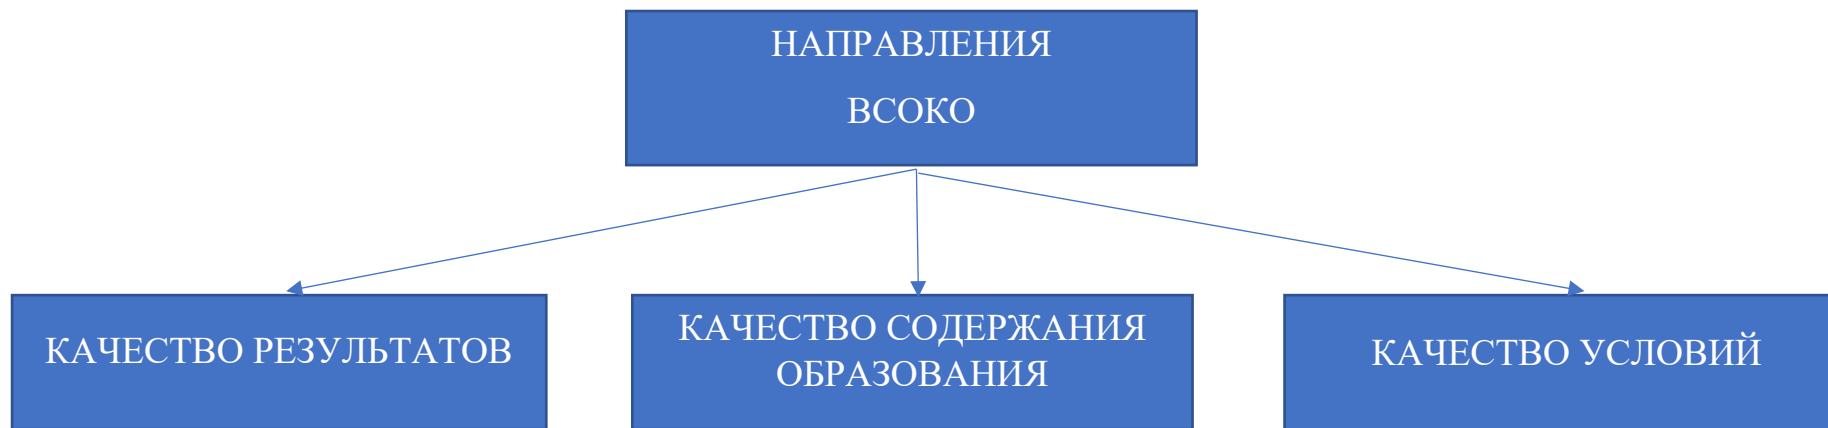 НАПРАВЛЕНИЯ
ВСОКО
КАЧЕСТВО РЕЗУЛЬТАТОВ
КАЧЕСТВО СОДЕРЖАНИЯ
ОБРАЗОВАНИЯ
КАЧЕСТВО УСЛОВИЙ